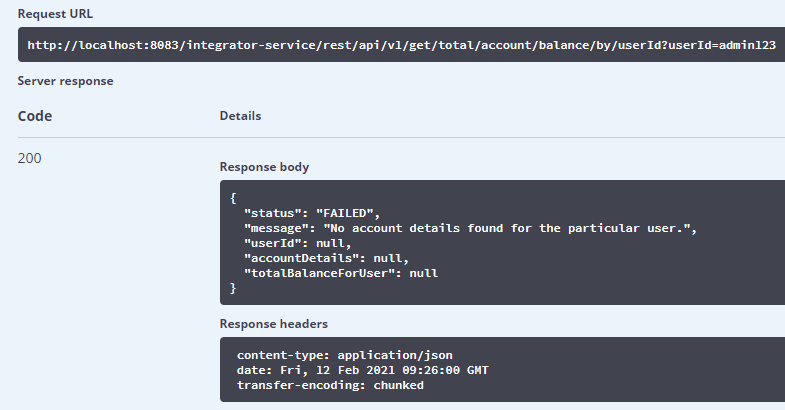 Request URL
http://localhost:8083/integrator-service/rest/api/v1/get/total/account/balance/by/userId?userId=admin123
Server response
Code Details
200
Response body
{
"status": "FAILED",
"message": "No account details found for the particular user.",
"userId": null,
"accountDetails": null,
"totalBalanceForUser": null
}
Response headers
content-type: application/json
date: Fri, 12 Feb 2021 09:26:00 GMT
transfer-encoding: chunked